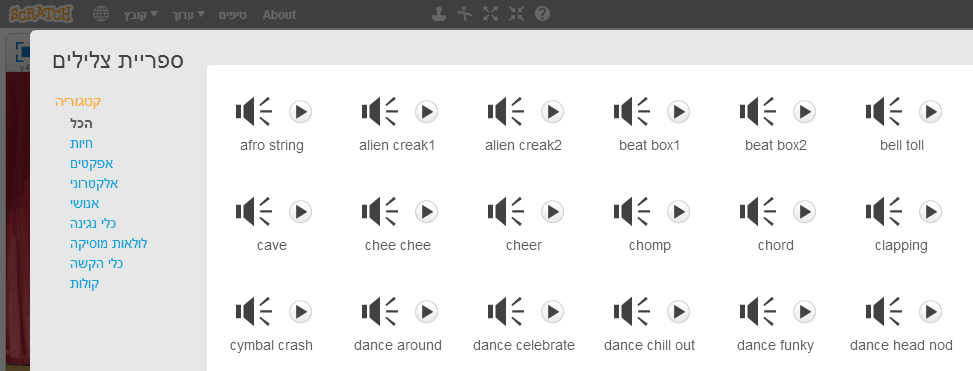 SCRATCH קובץ ערוך טיפים About
ספריית צלילים
קטגוריה
הכל
חיות
אפקטים
אלקטרוני
אנושי
כלי נגינה
לולאות מוסיקה
כלי הקשה
קולות
afro string alien creak1 alien creak2 beat box1 beat box2 bell toll
cave chee chee cheer chomp chord clapping
cymbal crash dance around dance celebrate dance chill out dance funky dance head nod